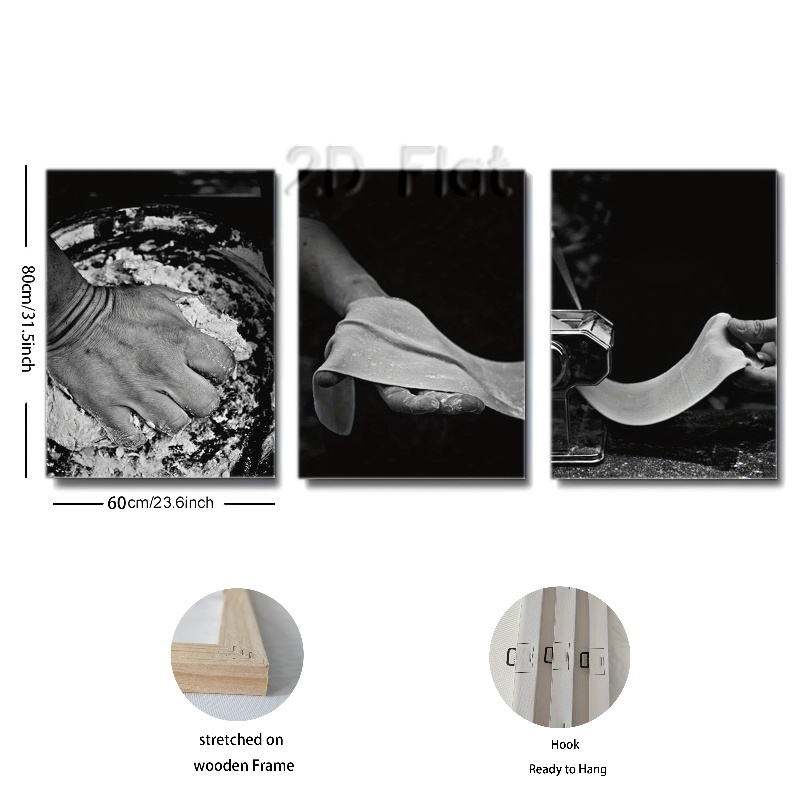 2D Flat
80cm/31.5inch
60cm/23.6inch
stretched on
wooden Frame
Hook
Ready to Hang